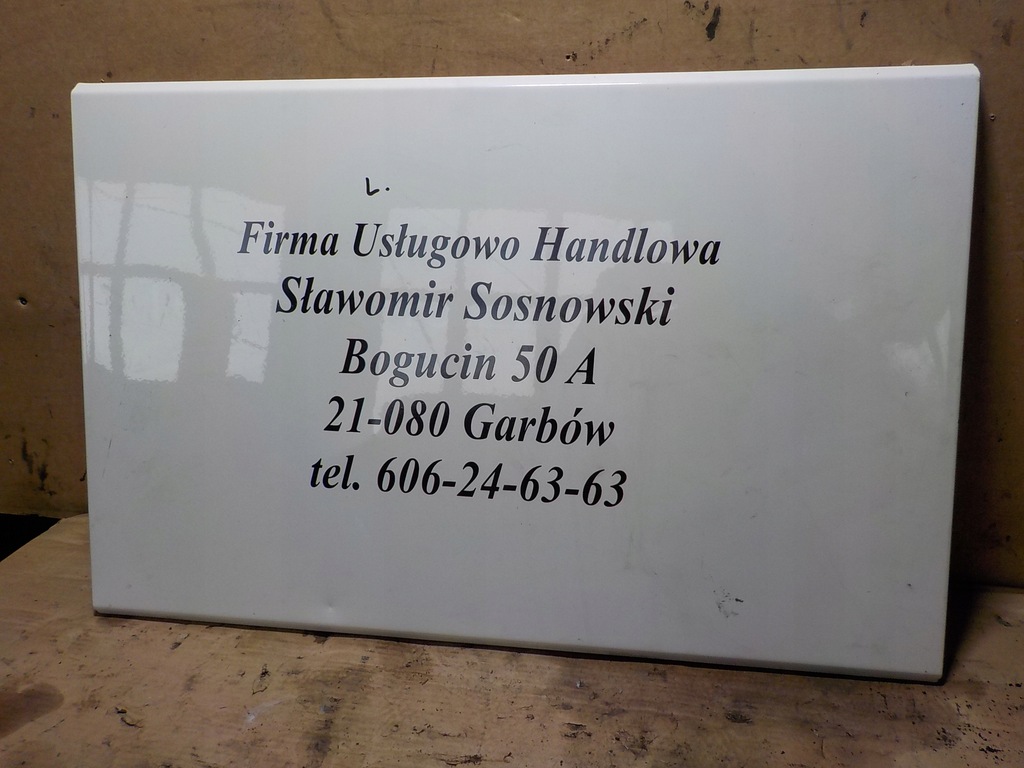 L.
Firma Usługowo Handlowa
Sławomir Sosnowski
Bogucin 50 A
21-080 Garbów
tel. 606-24-63-63